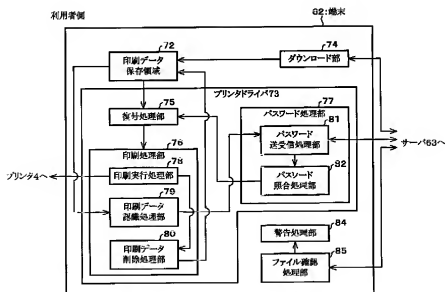 利用者側
62:端末
72
印刷データ
保存領域
74
ダウンロード部
プリンタドライバ73
75
復号処理部
77
パスワード処理部
81
パスワード
送受信処理部
サーバ63へ
76
印刷処理部
78
印刷実行処理部
プリンタ4へ
82
パスワード
照合処理部
79
印刷データ
認識処理部
84
警告処理部
80
印刷データ
削除処理部
85
ファイル確認
処理部